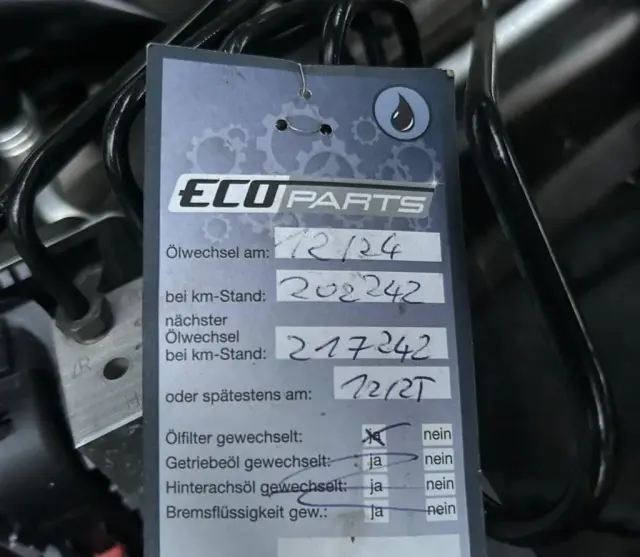 ECO PARTS
Ölwechsel am: 12/24
bei km-Stand: 202242
nächster
Ölwechsel
bei km-Stand: 217242
oder spätestens am: 12/25
Ölfilter gewechselt: ja nein
Getriebeöl gewechselt: ja nein
Hinterachsöl gewechselt: ja nein
Bremsflüssigkeit gew.: ja nein